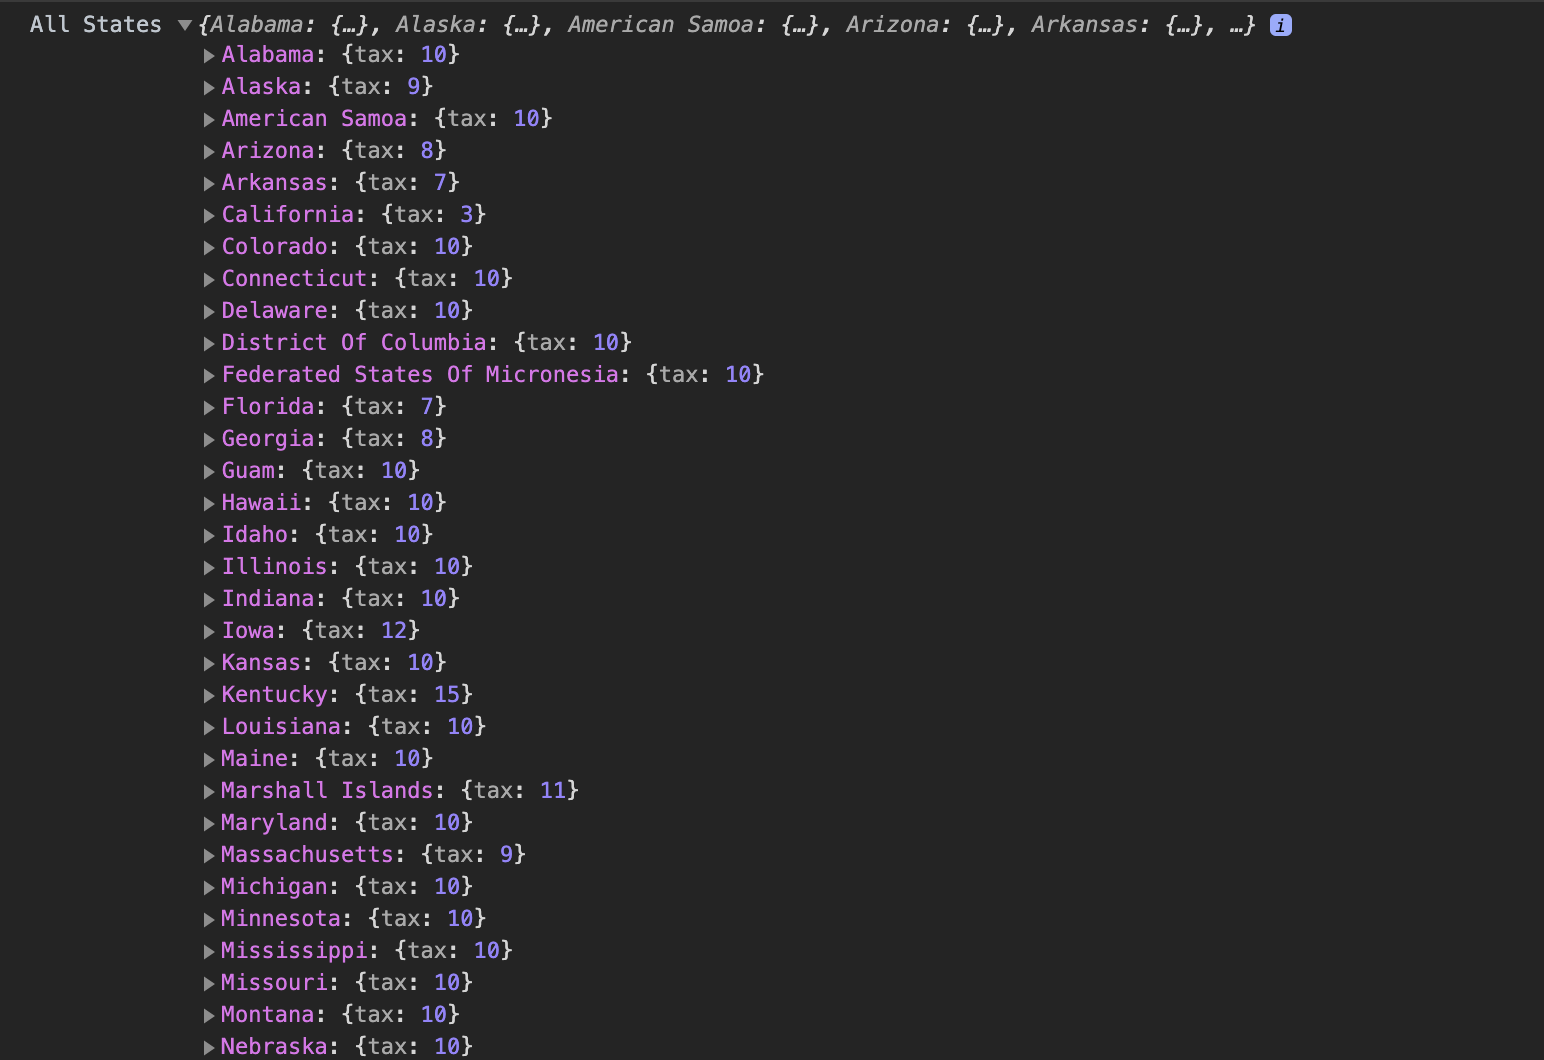 All States ▼{Alabama: {…}, Alaska: {…}, American Samoa: {…}, Arizona: {…}, Arkansas: {…}, …} i
▶Alabama: {tax: 10}
▶Alaska: {tax: 9}
▶American Samoa: {tax: 10}
▶Arizona: {tax: 8}
▶Arkansas: {tax: 7}
▶California: {tax: 3}
▶Colorado: {tax: 10}
▶Connecticut: {tax: 10}
▶Delaware: {tax: 10}
▶District Of Columbia: {tax: 10}
▶Federated States Of Micronesia: {tax: 10}
▶Florida: {tax: 7}
▶Georgia: {tax: 8}
▶Guam: {tax: 10}
▶Hawaii: {tax: 10}
▶Idaho: {tax: 10}
▶Illinois: {tax: 10}
▶Indiana: {tax: 10}
▶Iowa: {tax: 12}
▶Kansas: {tax: 10}
▶Kentucky: {tax: 15}
▶Louisiana: {tax: 10}
▶Maine: {tax: 10}
▶Marshall Islands: {tax: 11}
▶Maryland: {tax: 10}
▶Massachusetts: {tax: 9}
▶Michigan: {tax: 10}
▶Minnesota: {tax: 10}
▶Mississippi: {tax: 10}
▶Missouri: {tax: 10}
▶Montana: {tax: 10}
▶Nebraska: {tax: 10}